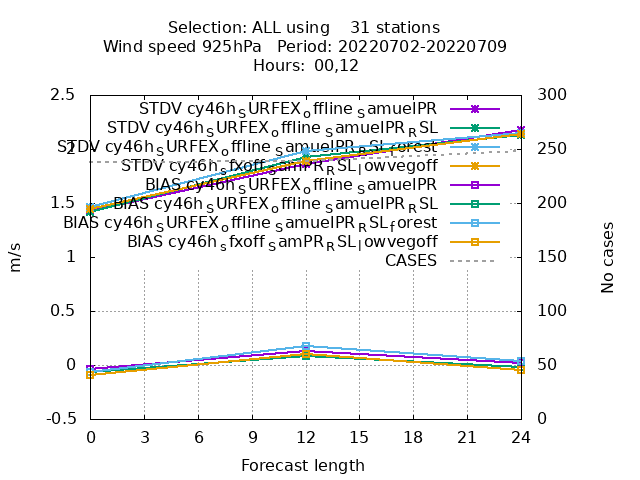 Selection: ALL using 31 stations
Wind speed 925hPa Period: 20220702-20220709
Hours: 00,12
2.5
2
1.5
1
0.5
0
-0.5
300
250
200
150
100
50
0
m/s
No cases
STDV cy46h_SURFEX_offline_samuelPR
STDV cy46h_SURFEX_offline_samuelPR_RSL
STDV cy46h_SURFEX_offline_samuelPR_RSL_forest
STDV cy46h_sfxoff_SamPR_RSL_lowvegoff
BIAS cy46h_SURFEX_offline_samuelPR
BIAS cy46h_SURFEX_offline_samuelPR_RSL
BIAS cy46h_SURFEX_offline_samuelPR_RSL_forest
BIAS cy46h_sfxoff_SamPR_RSL_lowvegoff
CASES
0 3 6 9 12 15 18 21 24
Forecast length